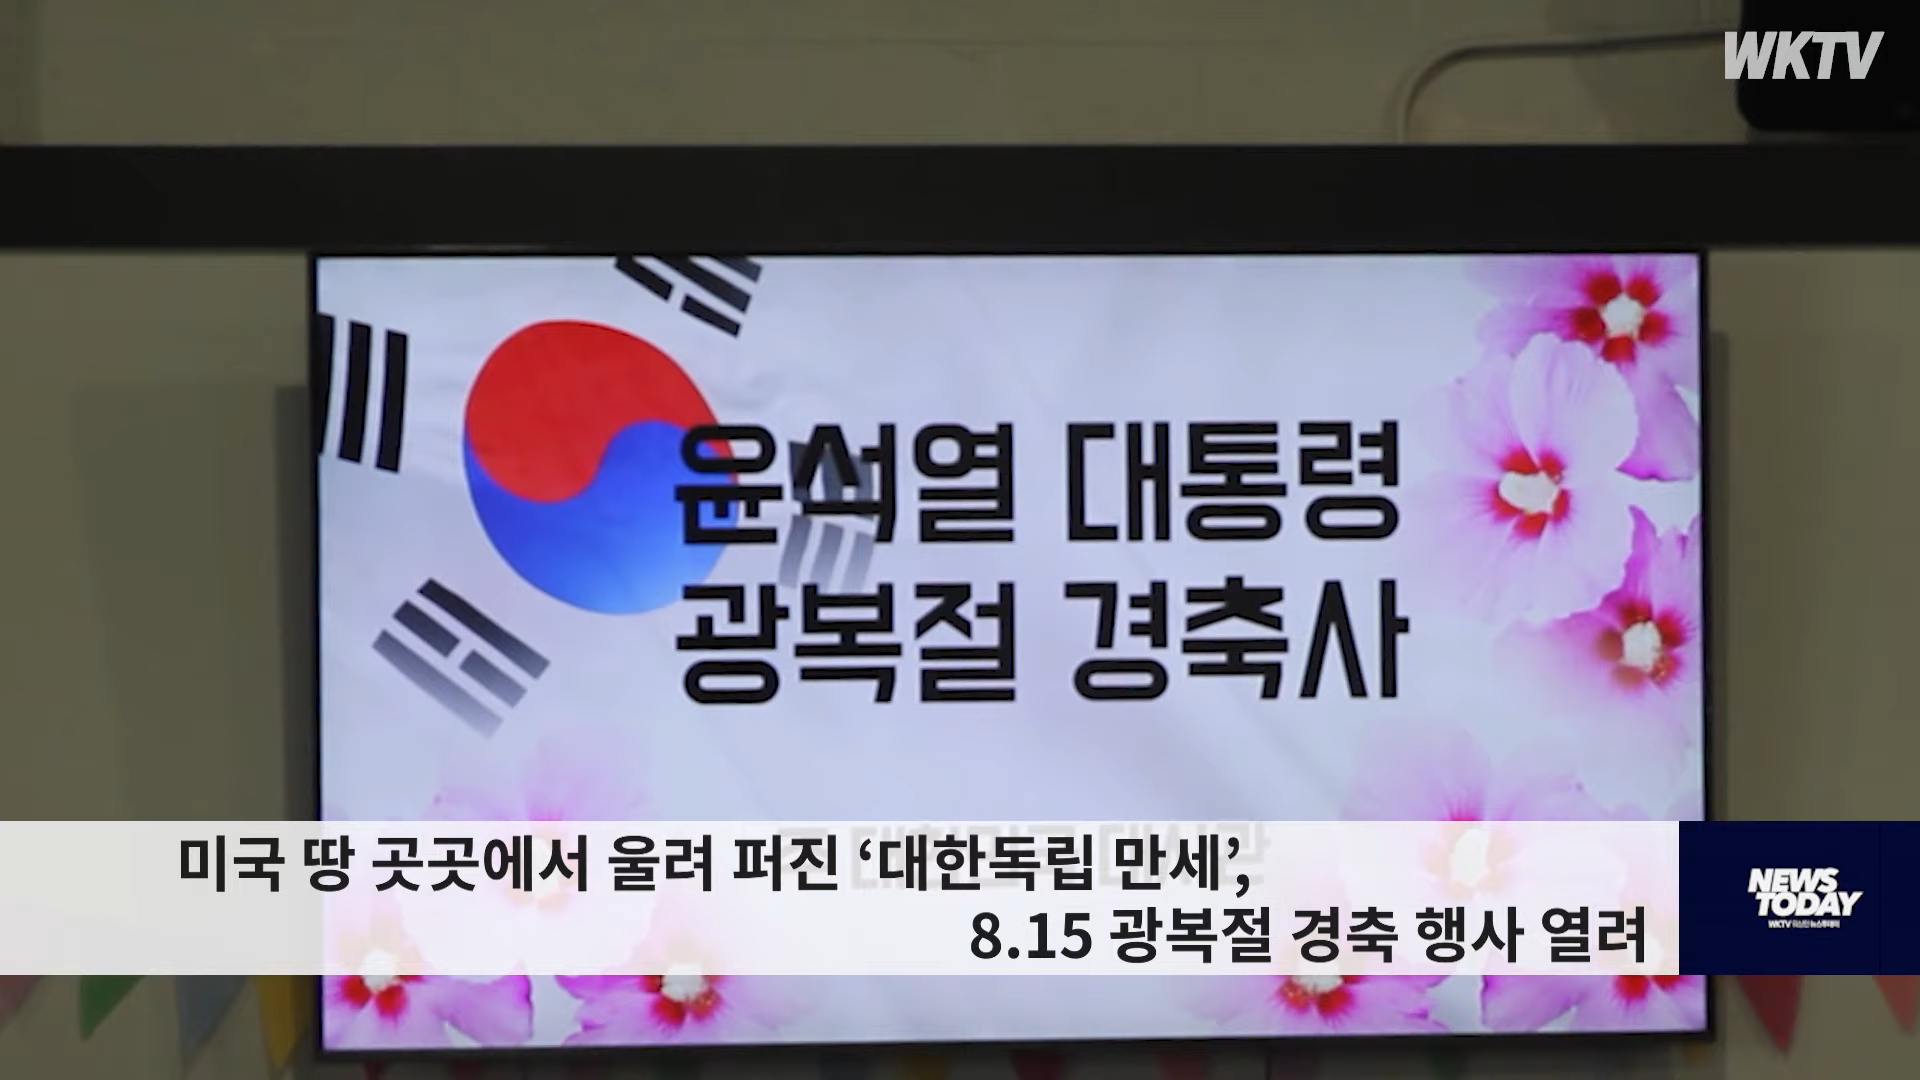 WKTV
윤석열 대통령
광복절 경축사
미국 땅 곳곳에서 울려 퍼진 ‘대한독립 만세’,
8.15 광복절 경축 행사 열려
NEWS
TODAY